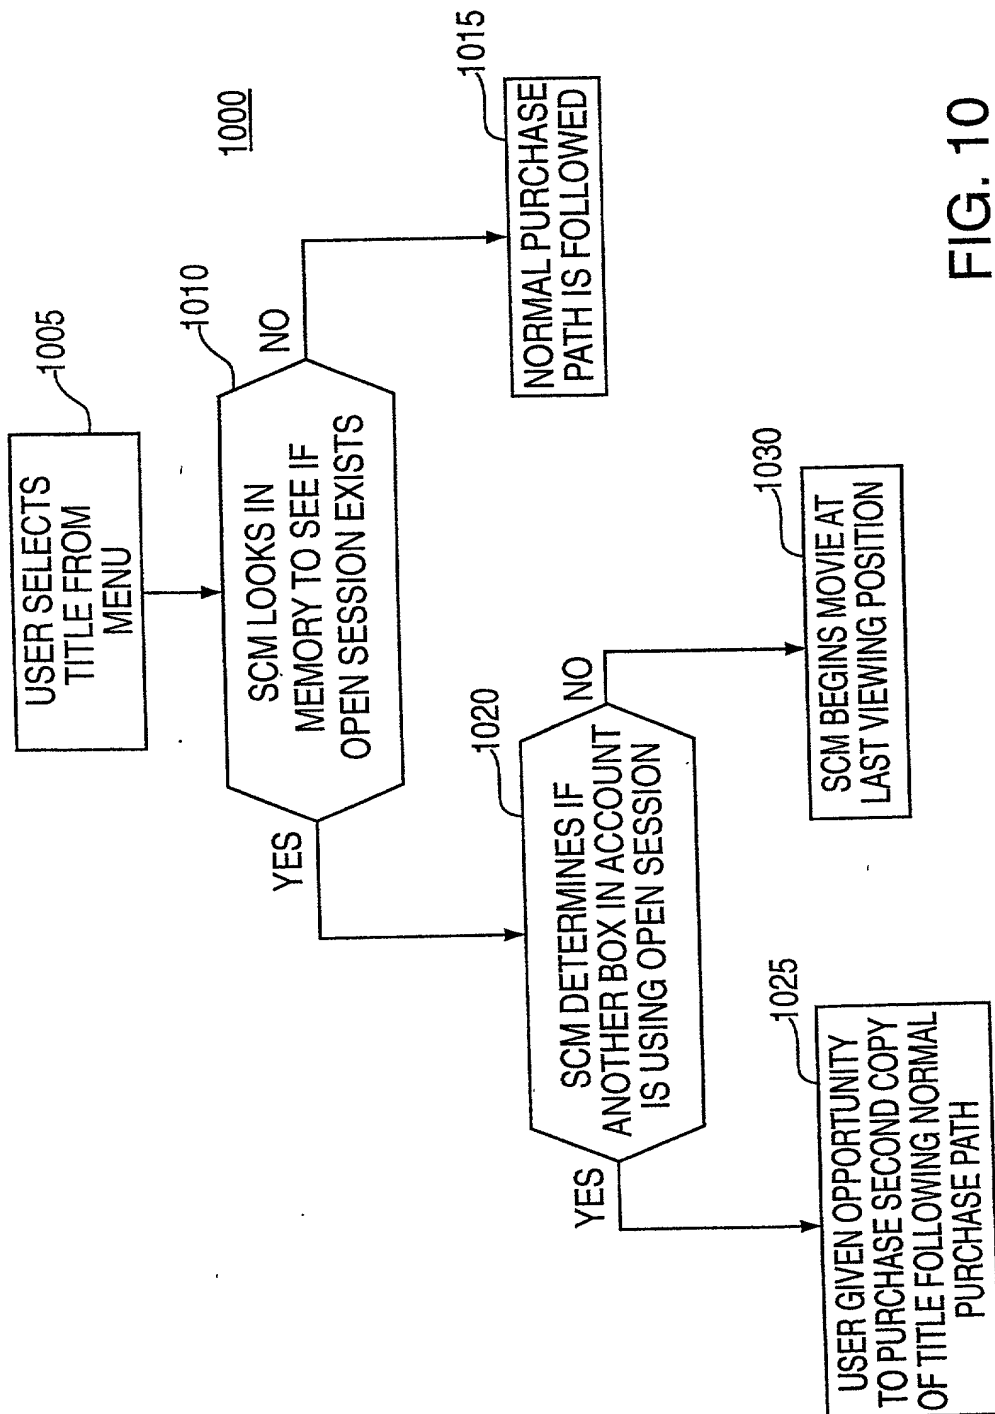 1000
1005
USER SELECTS
TITLE FROM
MENU
1010
SCM LOOKS IN
MEMORY TO SEE IF
OPEN SESSION EXISTS
YES
NO
1015
NORMAL PURCHASE
PATH IS FOLLOWED
1020
SCM DETERMINES IF
ANOTHER BOX IN ACCOUNT
IS USING OPEN SESSION
YES
NO
1025
USER GIVEN OPPORTUNITY
TO PURCHASE SECOND COPY
OF TITLE FOLLOWING NORMAL
PURCHASE PATH
1030
SCM BEGINS MOVIE AT
LAST VIEWING POSITION
FIG. 10